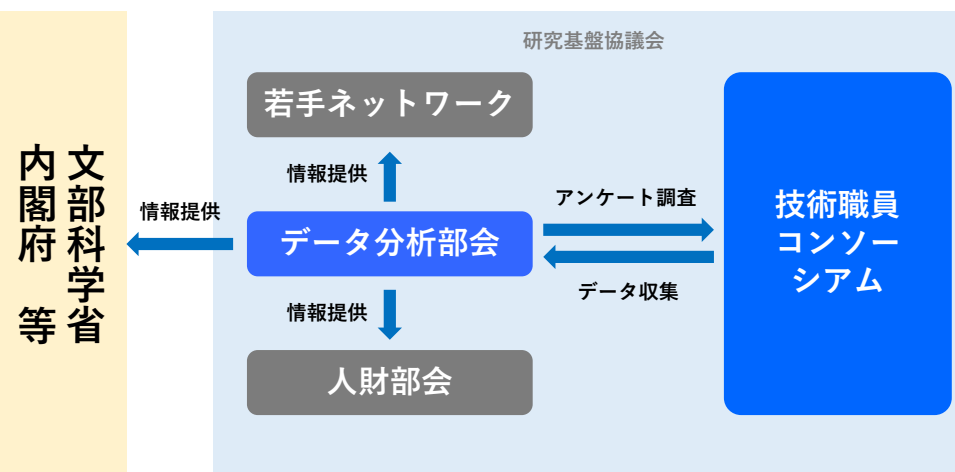 研究基盤協議会
文部科学省
内閣府 等
若手ネットワーク
情報提供
情報提供
データ分析部会
アンケート調査
データ収集
技術職員
コンソー
シアム
情報提供
人財部会